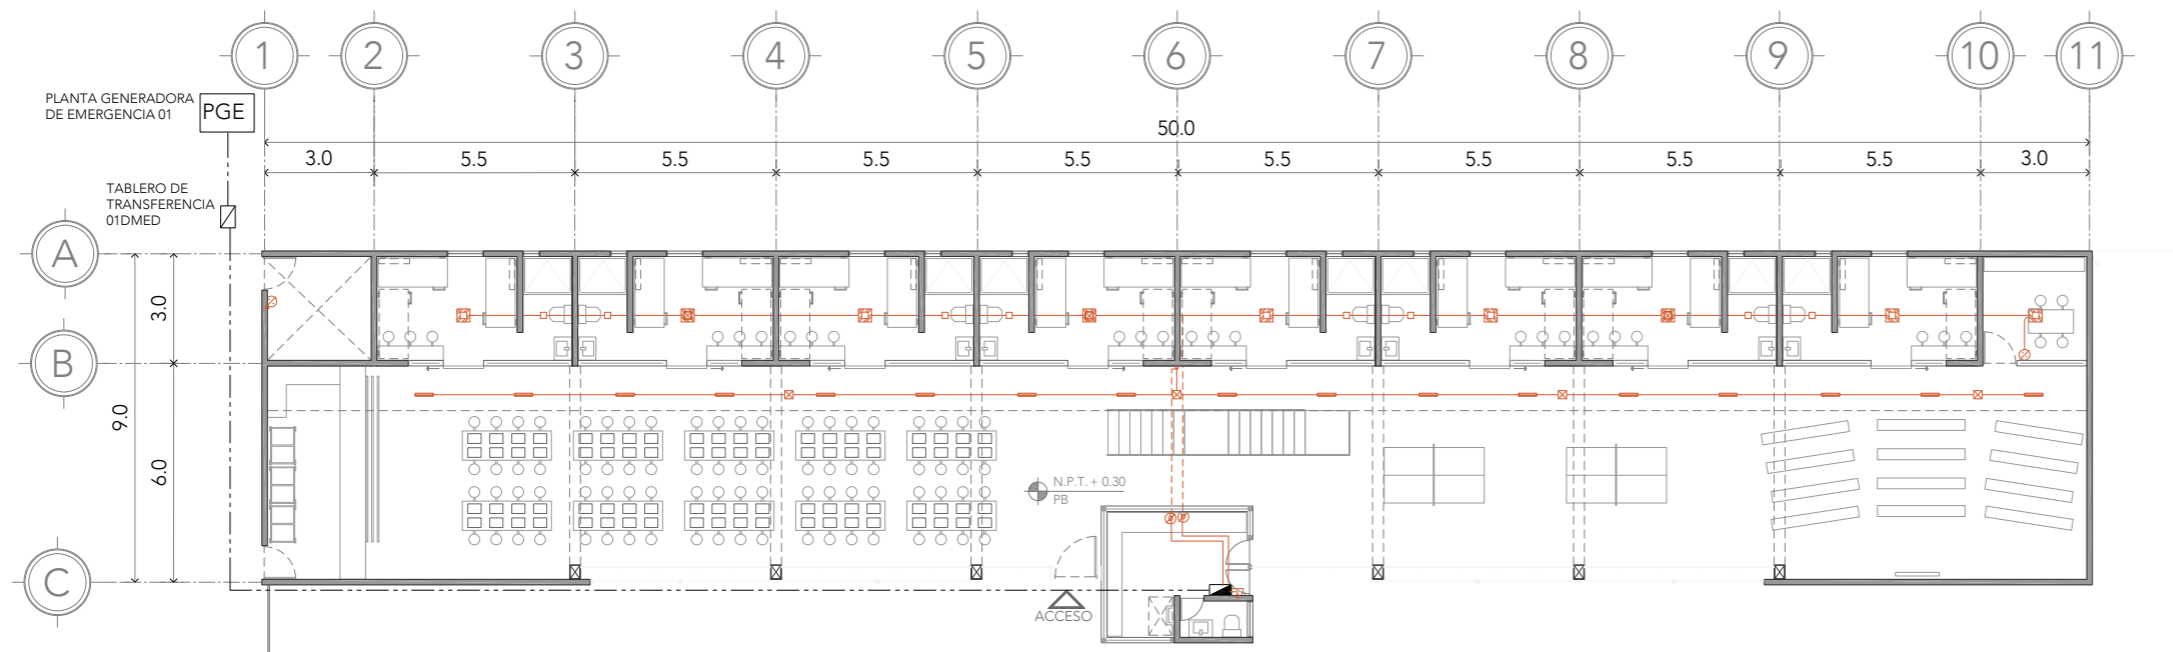 1 2 3 4 5 6 7 8 9 10 11
PLANTA GENERADORA
DE EMERGENCIA 01
PGE
50.0
3.0 5.5 5.5 5.5 5.5 5.5 5.5 5.5 5.5 3.0
TABLERO DE
TRANSFERENCIA
01DMED
A
3.0
B
9.0
6.0
N.P.T. + 0.30
PB
C
ACCESO